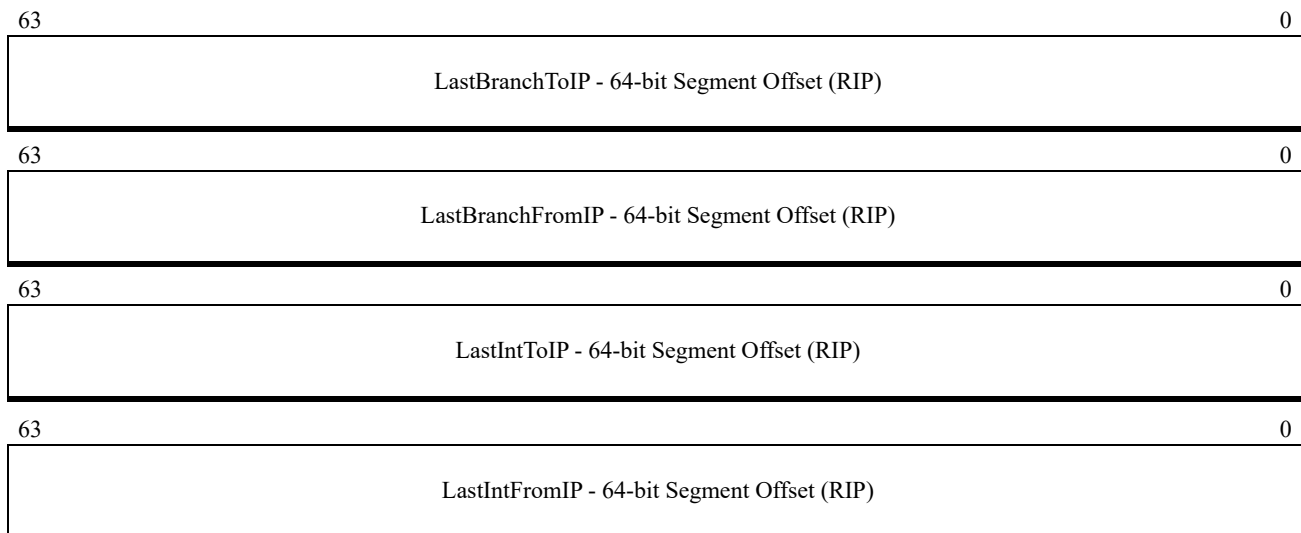 63 0
LastBranchToIP - 64-bit Segment Offset (RIP)
63 0
LastBranchFromIP - 64-bit Segment Offset (RIP)
63 0
LastIntToIP - 64-bit Segment Offset (RIP)
63 0
LastIntFromIP - 64-bit Segment Offset (RIP)